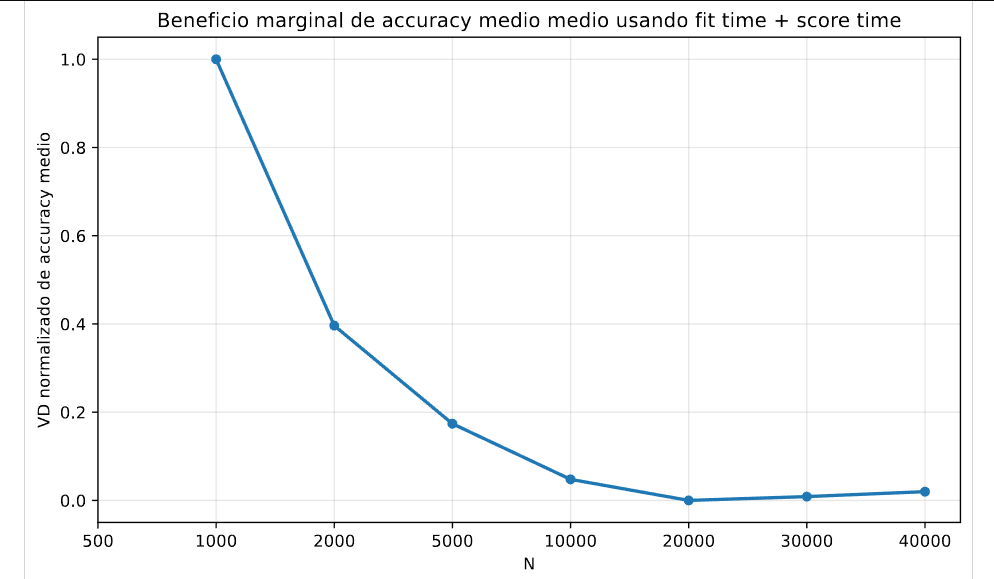 Beneficio marginal de accuracy medio medio usando fit time + score time
VD normalizado de accuracy medio
1.0
0.8
0.6
0.4
0.2
0.0
500 1000 2000 5000 10000 20000 30000 40000
N